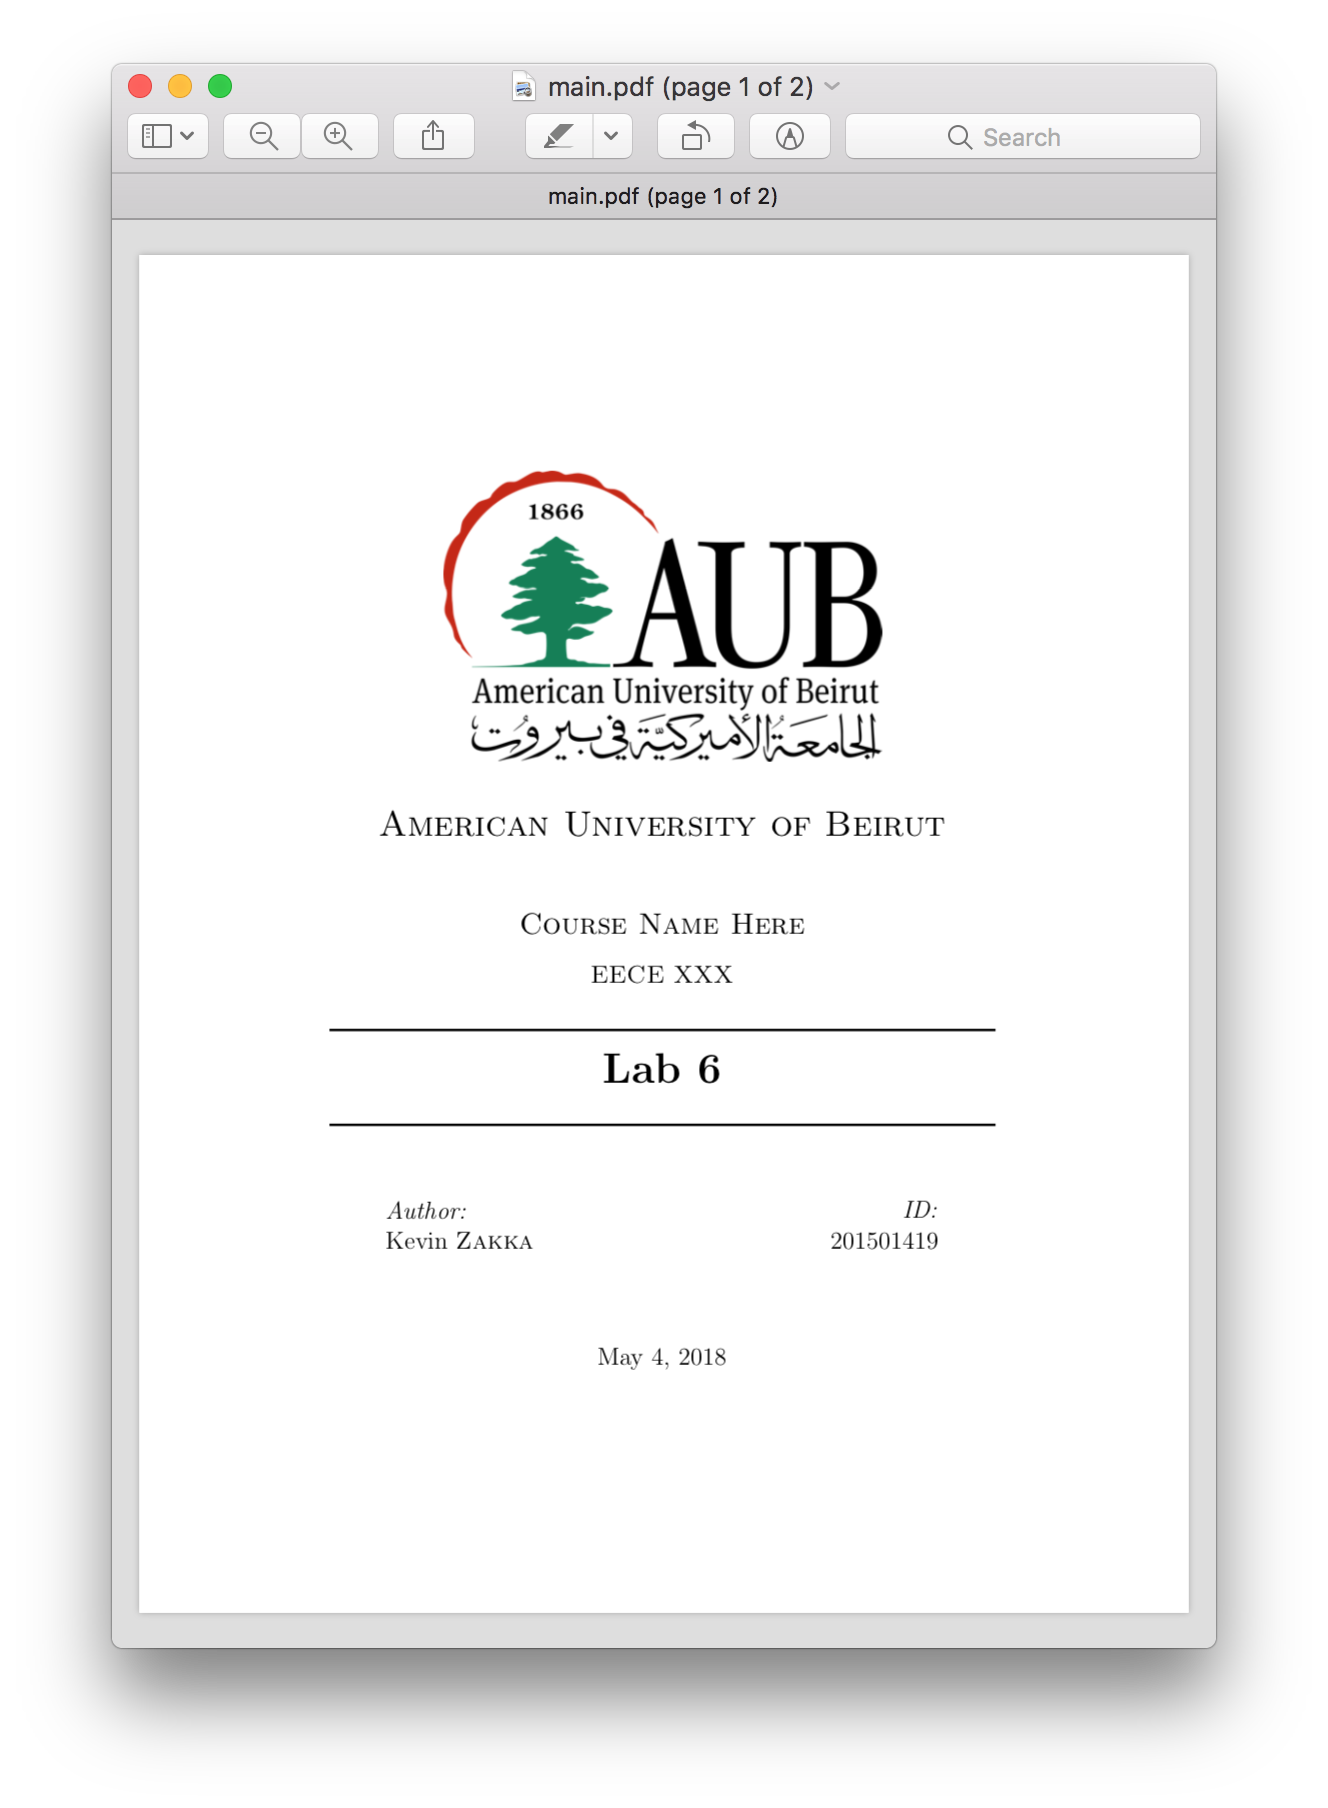 main.pdf (page 1 of 2)
Search
main.pdf (page 1 of 2)
1866
AUB
American University of Beirut
الجامعة الأميركيّة في بيروت
American University of Beirut
Course Name Here
EECE XXX
Lab 6
Author:
Kevin Zakka
ID:
201501419
May 4, 2018